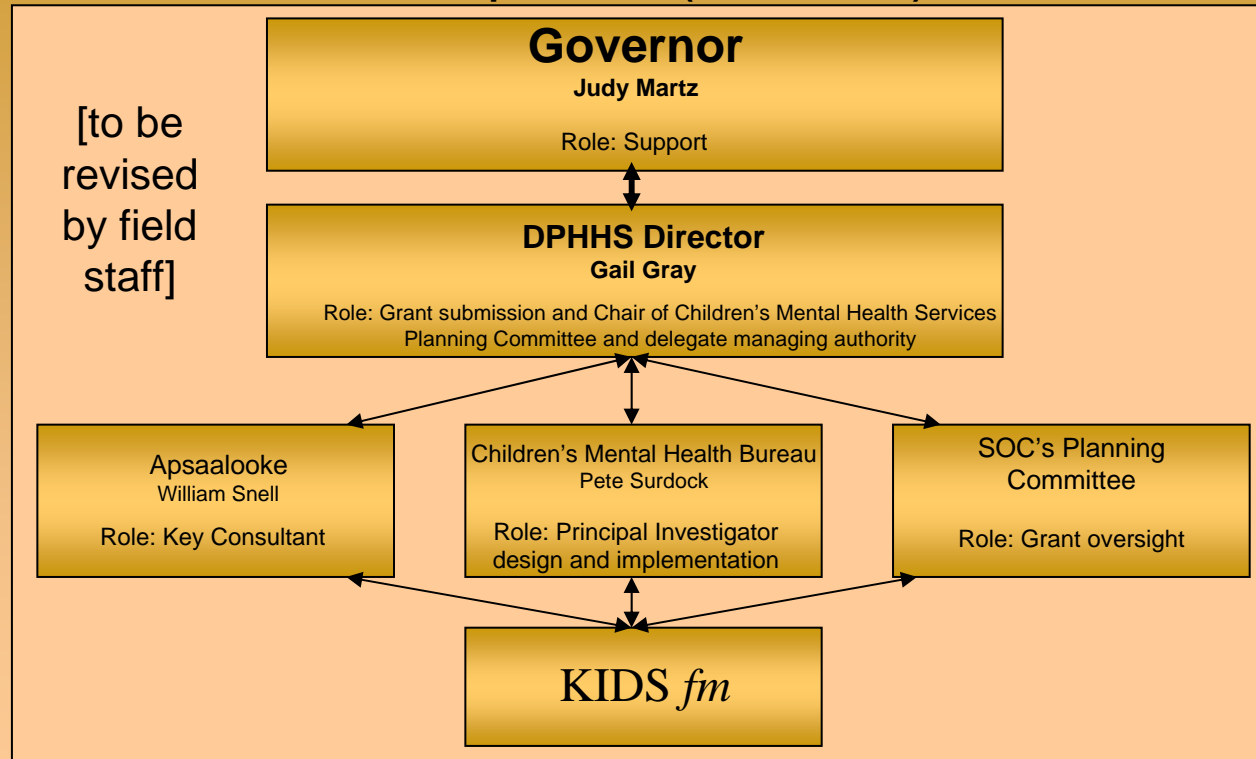 [to be
revised
by field
staff]
Governor
Judy Martz
Role: Support
DPHHS Director
Gail Gray
Role: Grant submission and Chair of Children’s Mental Health Services
Planning Committee and delegate managing authority
Apsaalooke
William Snell
Role: Key Consultant
Children’s Mental Health Bureau
Pete Surdock
Role: Principal Investigator
design and implementation
SOC’s Planning
Committee
Role: Grant oversight
KIDS fm